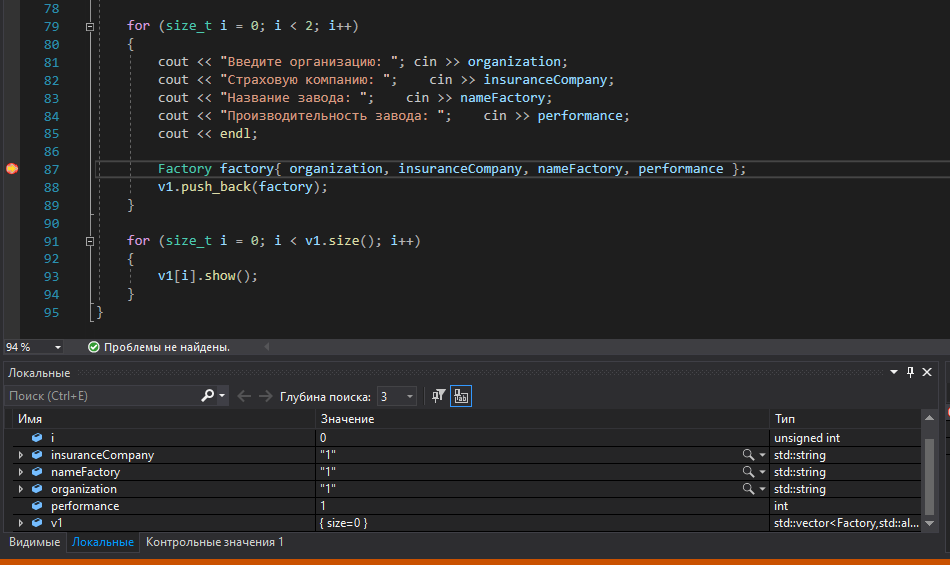 78
79 for (size_t i = 0; i < 2; i++)
80 {
81 cout << "Введите организацию: "; cin >> organization;
82 cout << "Страховую компанию: "; cin >> insuranceCompany;
83 cout << "Название завода: "; cin >> nameFactory;
84 cout << "Производительность завода: "; cin >> performance;
85 cout << endl;
86
87 Factory factory{ organization, insuranceCompany, nameFactory, performance };
88 v1.push_back(factory);
89 }
90
91 for (size_t i = 0; i < v1.size(); i++)
92 {
93 v1[i].show();
94 }
95 }
94 % Проблемы не найдены.
Локальные
Поиск (Ctrl+E) Глубина поиска: 3
Имя Значение Тип
i 0 unsigned int
insuranceCompany "1" std::string
nameFactory "1" std::string
organization "1" std::string
performance 1 int
v1 { size=0 } std::vector<Factory,std::al...
Видимые Локальные Контрольные значения 1